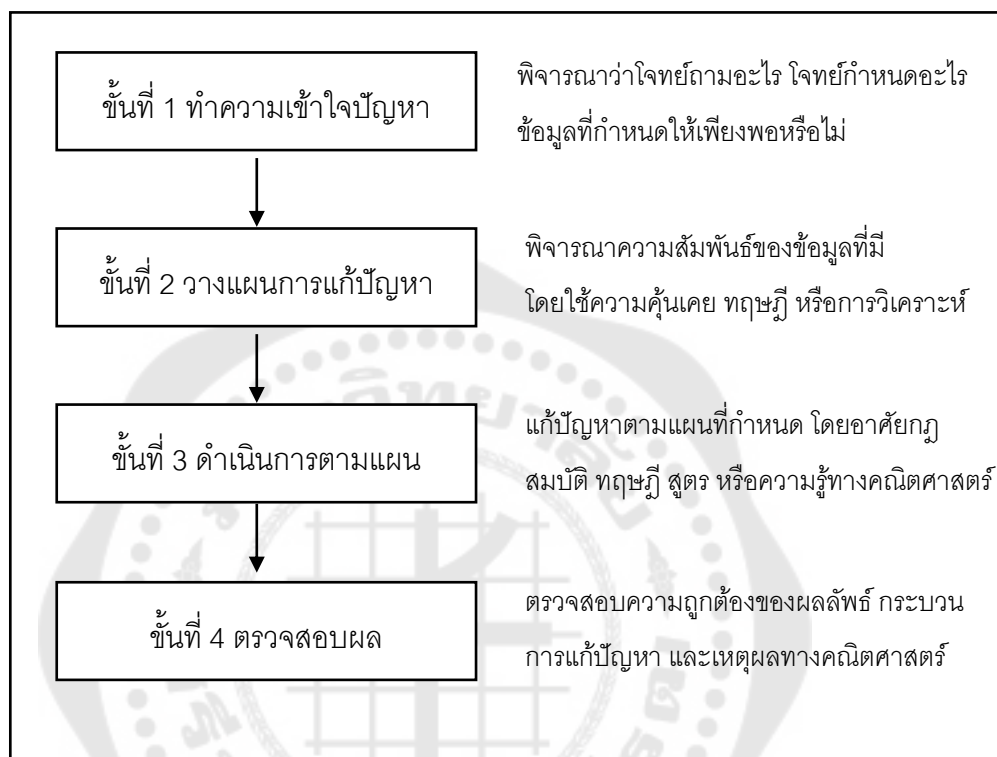 ขั้นที่ 1 ทำความเข้าใจปัญหา
พิจารณาว่าโจทย์ถามอะไร โจทย์กำหนดอะไร
ข้อมูลที่กำหนดให้เพียงพอหรือไม่
ขั้นที่ 2 วางแผนการแก้ปัญหา
พิจารณาความสัมพันธ์ของข้อมูลที่มี
โดยใช้ความคุ้นเคย ทฤษฎี หรือการวิเคราะห์
ขั้นที่ 3 ดำเนินการตามแผน
แก้ปัญหาตามแผนที่กำหนด โดยอาศัยกฎ
สมบัติ ทฤษฎี สูตร หรือความรู้ทางคณิตศาสตร์
ขั้นที่ 4 ตรวจสอบผล
ตรวจสอบความถูกต้องของผลลัพธ์ กระบวน
การแก้ปัญหา และเหตุผลทางคณิตศาสตร์